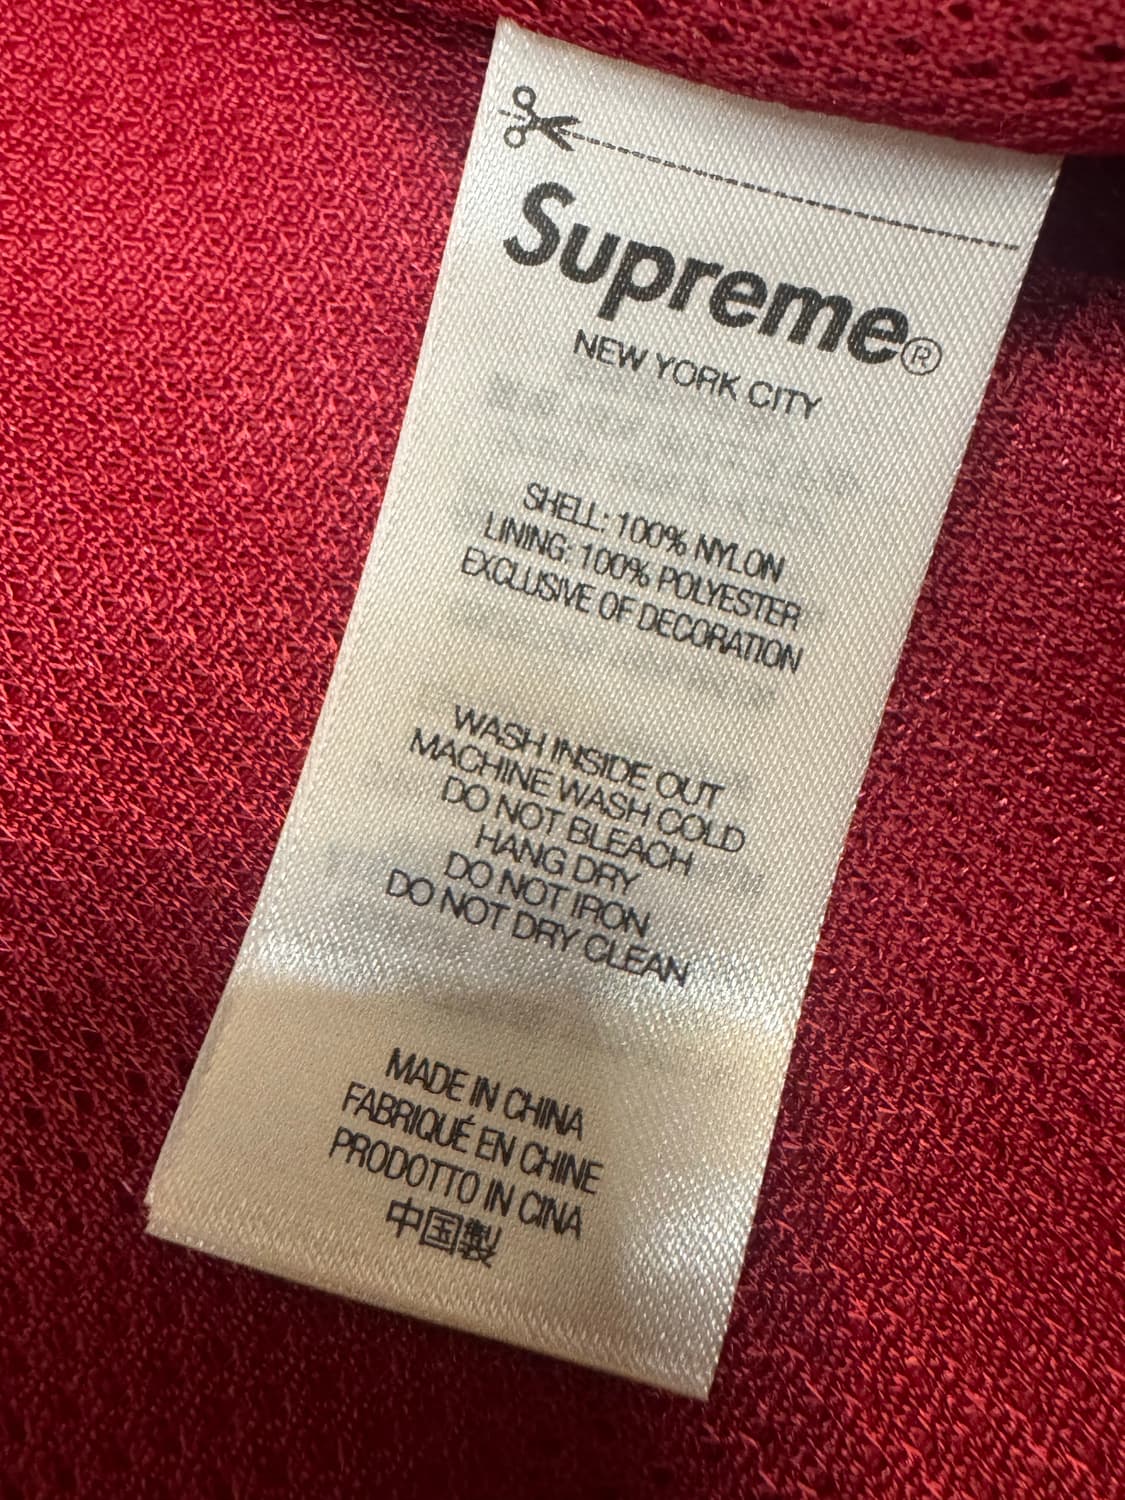 Supreme®
NEW YORK CITY
SHELL: 100% NYLON
LINING: 100% POLYESTER
EXCLUSIVE OF DECORATION
WASH INSIDE OUT
MACHINE WASH COLD
DO NOT BLEACH
HANG DRY
DO NOT IRON
DO NOT DRY CLEAN
MADE IN CHINA
FABRIQUÉ EN CHINE
PRODOTTO IN CINA
中国製